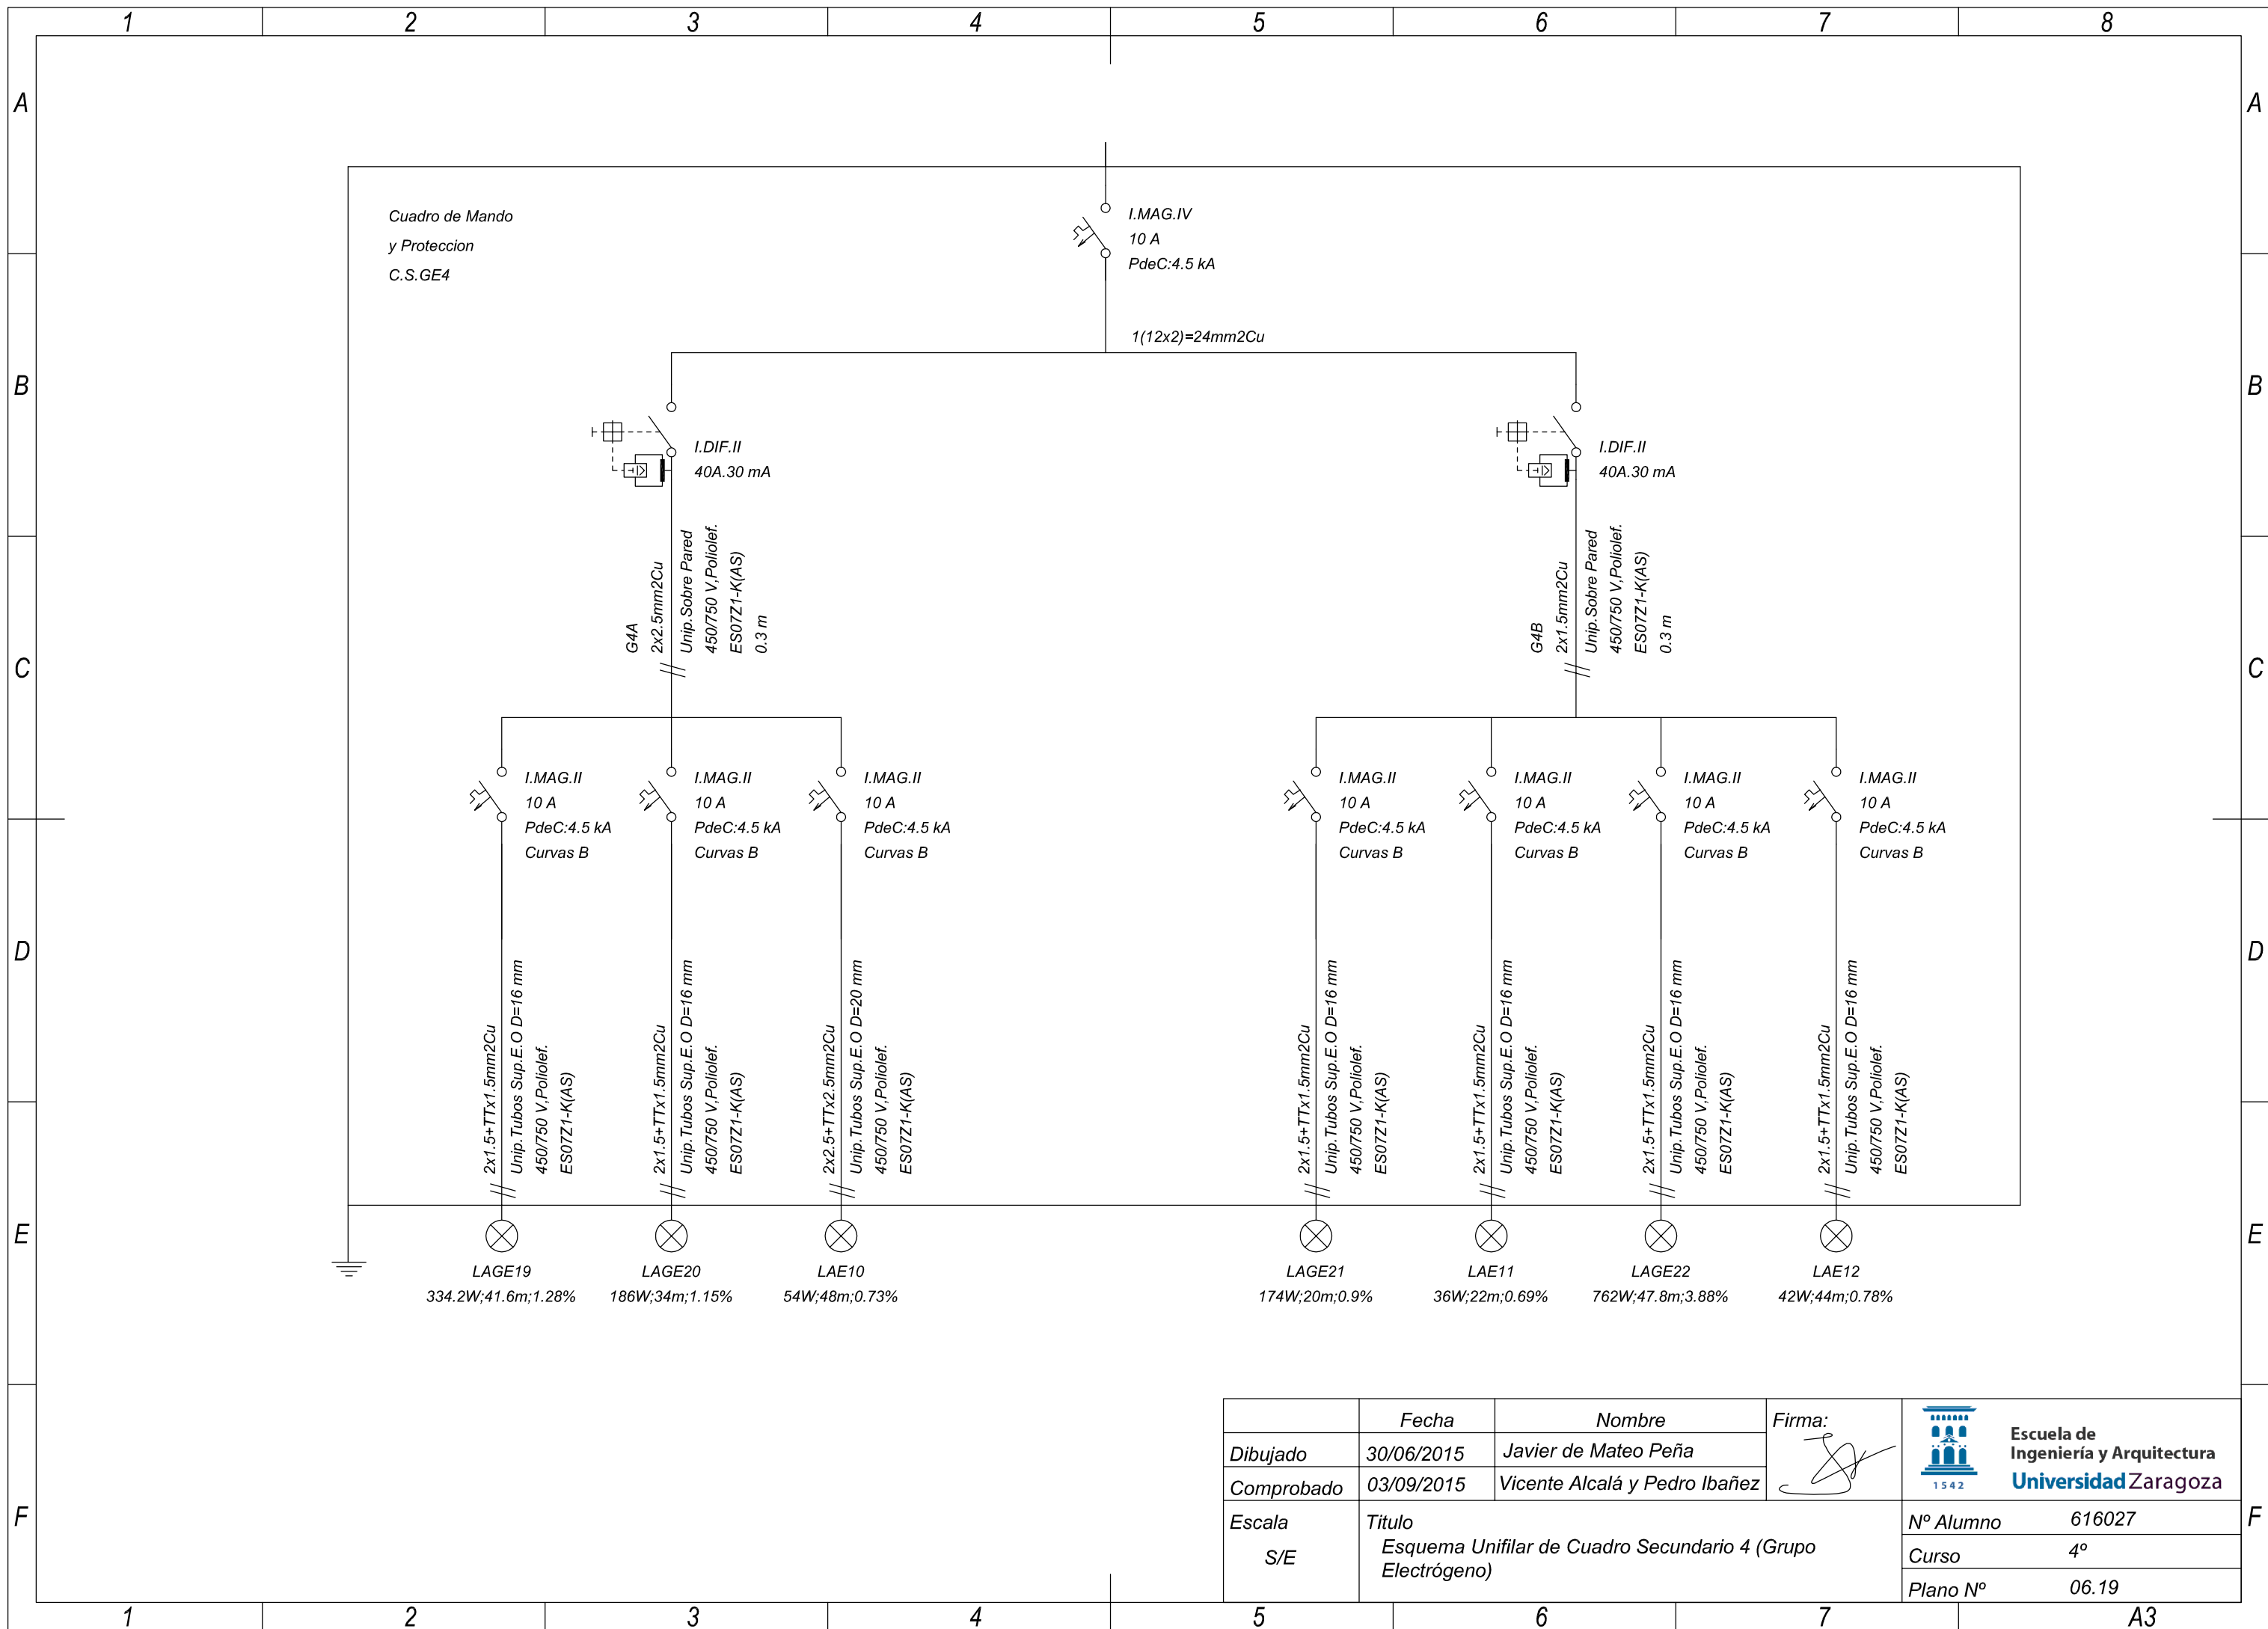 1 2 3 4 5 6 7 8
A A
Cuadro de Mando
y Proteccion
C.S.GE4
I.MAG.IV
10 A
PdeC:4.5 kA
1(12x2)=24mm2Cu
B B
I.DIF.II
40A.30 mA
I.DIF.II
40A.30 mA
G4A
2x2.5mm2Cu
Unip.Sobre Pared
450/750 V,Poliolef.
ES07Z1-K(AS)
0.3 m
G4B
2x1.5mm2Cu
Unip.Sobre Pared
450/750 V,Poliolef.
ES07Z1-K(AS)
0.3 m
C C
I.MAG.II
10 A
PdeC:4.5 kA
Curvas B
I.MAG.II
10 A
PdeC:4.5 kA
Curvas B
I.MAG.II
10 A
PdeC:4.5 kA
Curvas B
I.MAG.II
10 A
PdeC:4.5 kA
Curvas B
I.MAG.II
10 A
PdeC:4.5 kA
Curvas B
I.MAG.II
10 A
PdeC:4.5 kA
Curvas B
I.MAG.II
10 A
PdeC:4.5 kA
Curvas B
D D
2x1.5+TTx1.5mm2Cu
Unip.Tubos Sup.E.O D=16 mm
450/750 V,Poliolef.
ES07Z1-K(AS)
2x1.5+TTx1.5mm2Cu
Unip.Tubos Sup.E.O D=16 mm
450/750 V,Poliolef.
ES07Z1-K(AS)
2x2.5+TTx2.5mm2Cu
Unip.Tubos Sup.E.O D=20 mm
450/750 V,Poliolef.
ES07Z1-K(AS)
2x1.5+TTx1.5mm2Cu
Unip.Tubos Sup.E.O D=16 mm
450/750 V,Poliolef.
ES07Z1-K(AS)
2x1.5+TTx1.5mm2Cu
Unip.Tubos Sup.E.O D=16 mm
450/750 V,Poliolef.
ES07Z1-K(AS)
2x1.5+TTx1.5mm2Cu
Unip.Tubos Sup.E.O D=16 mm
450/750 V,Poliolef.
ES07Z1-K(AS)
2x1.5+TTx1.5mm2Cu
Unip.Tubos Sup.E.O D=16 mm
450/750 V,Poliolef.
ES07Z1-K(AS)
E E
LAGE19
334.2W;41.6m;1.28%
LAGE20
186W;34m;1.15%
LAE10
54W;48m;0.73%
LAGE21
174W;20m;0.9%
LAE11
36W;22m;0.69%
LAGE22
762W;47.8m;3.88%
LAE12
42W;44m;0.78%
Fecha Nombre Firma:
Dibujado 30/06/2015 Javier de Mateo Peña
Comprobado 03/09/2015 Vicente Alcalá y Pedro Ibañez
1542
Escuela de
Ingeniería y Arquitectura
Universidad Zaragoza
F F
Escala
S/E
Titulo
Esquema Unifilar de Cuadro Secundario 4 (Grupo
Electrógeno)
Nº Alumno 616027
Curso 4º
Plano Nº 06.19
1 2 3 4 5 6 7 A3